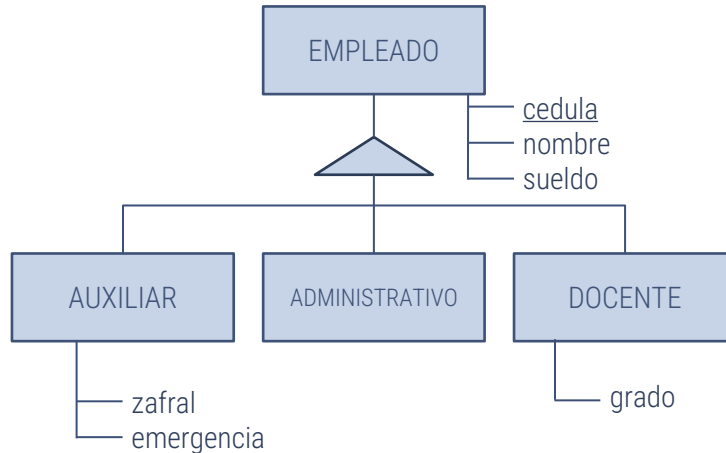 EMPLEADO
cedula
nombre
sueldo
AUXILIAR
ADMINISTRATIVO
DOCENTE
zafral
emergencia
grado